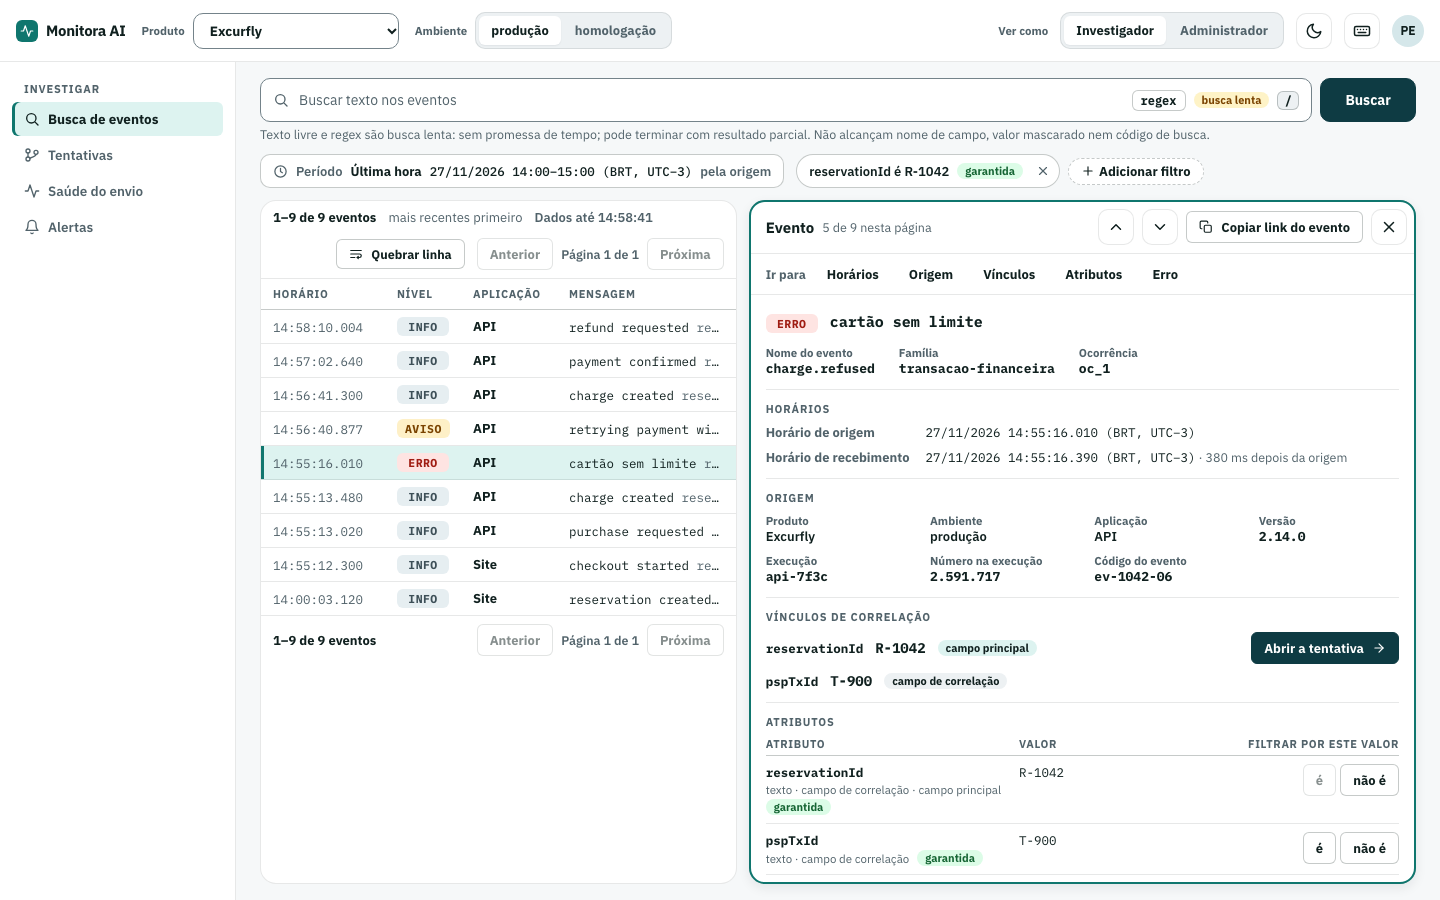 Monitora AI Produto Excurfly Ambiente produção homologação Ver como Investigador Administrador PE
INVESTIGAR
Busca de eventos
Tentativas
Saúde do envio
Alertas
Buscar texto nos eventos regex busca lenta / Buscar
Texto livre e regex são busca lenta: sem promessa de tempo; pode terminar com resultado parcial. Não alcançam nome de campo, valor mascarado nem código de busca.
Período Última hora 27/11/2026 14:00–15:00 (BRT, UTC−3) pela origem reservationId é R-1042 garantida Adicionar filtro
1–9 de 9 eventos mais recentes primeiro Dados até 14:58:41
Quebrar linha Anterior Página 1 de 1 Próxima
HORÁRIO NÍVEL APLICAÇÃO MENSAGEM
14:58:10.004 INFO API refund requested re…
14:57:02.640 INFO API payment confirmed r…
14:56:41.300 INFO API charge created rese…
14:56:40.877 AVISO API retrying payment wi…
14:55:16.010 ERRO API cartão sem limite r…
14:55:13.480 INFO API charge created rese…
14:55:13.020 INFO API purchase requested …
14:55:12.300 INFO Site checkout started re…
14:00:03.120 INFO Site reservation created…
1–9 de 9 eventos Anterior Página 1 de 1 Próxima
Evento 5 de 9 nesta página Copiar link do evento
Ir para Horários Origem Vínculos Atributos Erro
ERRO cartão sem limite
Nome do evento Família Ocorrência
charge.refused transacao-financeira oc_1
HORÁRIOS
Horário de origem 27/11/2026 14:55:16.010 (BRT, UTC−3)
Horário de recebimento 27/11/2026 14:55:16.390 (BRT, UTC−3) · 380 ms depois da origem
ORIGEM
Produto Ambiente Aplicação Versão
Excurfly produção API 2.14.0
Execução Número na execução Código do evento
api-7f3c 2.591.717 ev-1042-06
VÍNCULOS DE CORRELAÇÃO
reservationId R-1042 campo principal Abrir a tentativa
pspTxId T-900 campo de correlação
ATRIBUTOS
ATRIBUTO VALOR FILTRAR POR ESTE VALOR
reservationId R-1042 é não é
texto · campo de correlação · campo principal
garantida
pspTxId T-900 é não é
texto · campo de correlação garantida